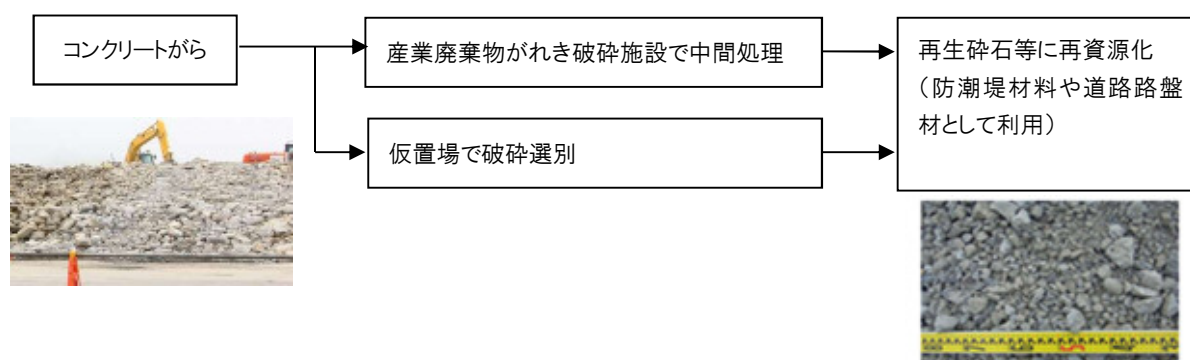 コンクリートがら
産業廃棄物がれき破砕施設で中間処理
仮置場で破砕選別
再生砕石等に再資源化
（防潮堤材料や道路路盤
材として利用）